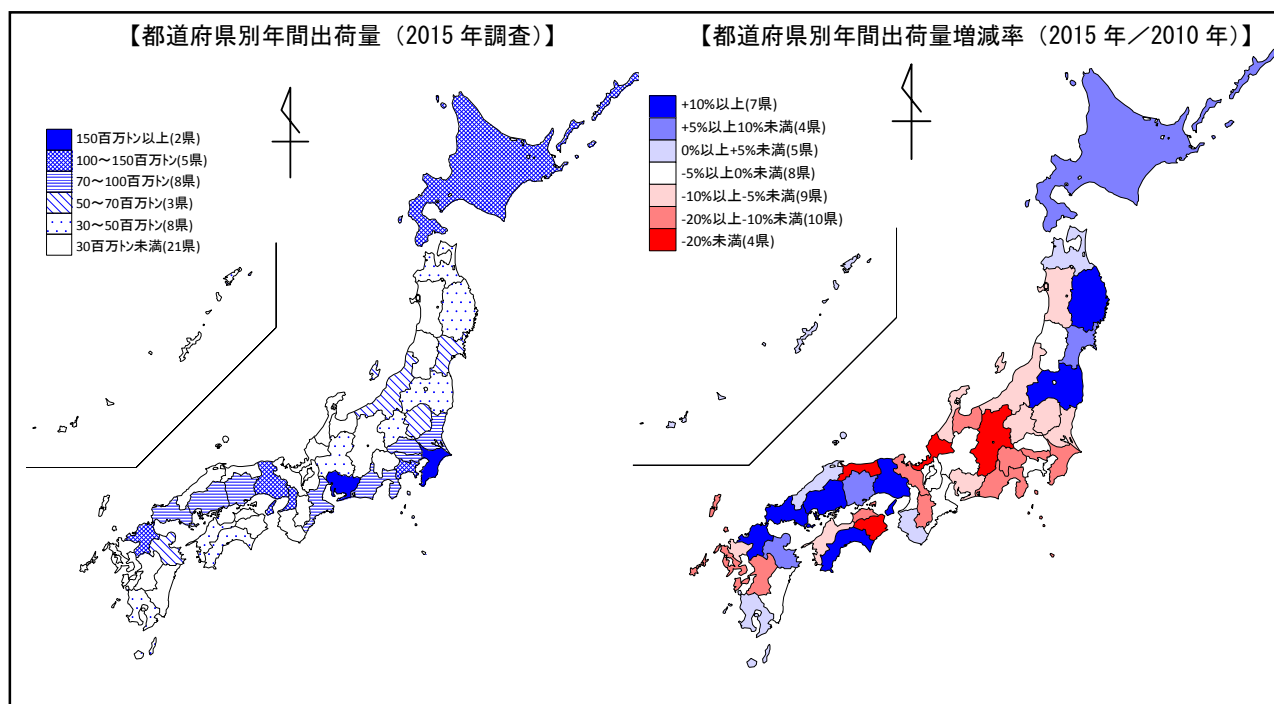 【都道府県別年間出荷量（2015 年調査）】
150百万トン以上(2県)
100～150百万トン(5県)
70～100百万トン(8県)
50～70百万トン(3県)
30～50百万トン(8県)
30百万トン未満(21県)
【都道府県別年間出荷量増減率（2015 年／2010 年）】
+10%以上(7県)
+5%以上10%未満(4県)
0%以上+5%未満(5県)
-5%以上0%未満(8県)
-10%以上-5%未満(9県)
-20%以上-10%未満(10県)
-20%未満(4県)